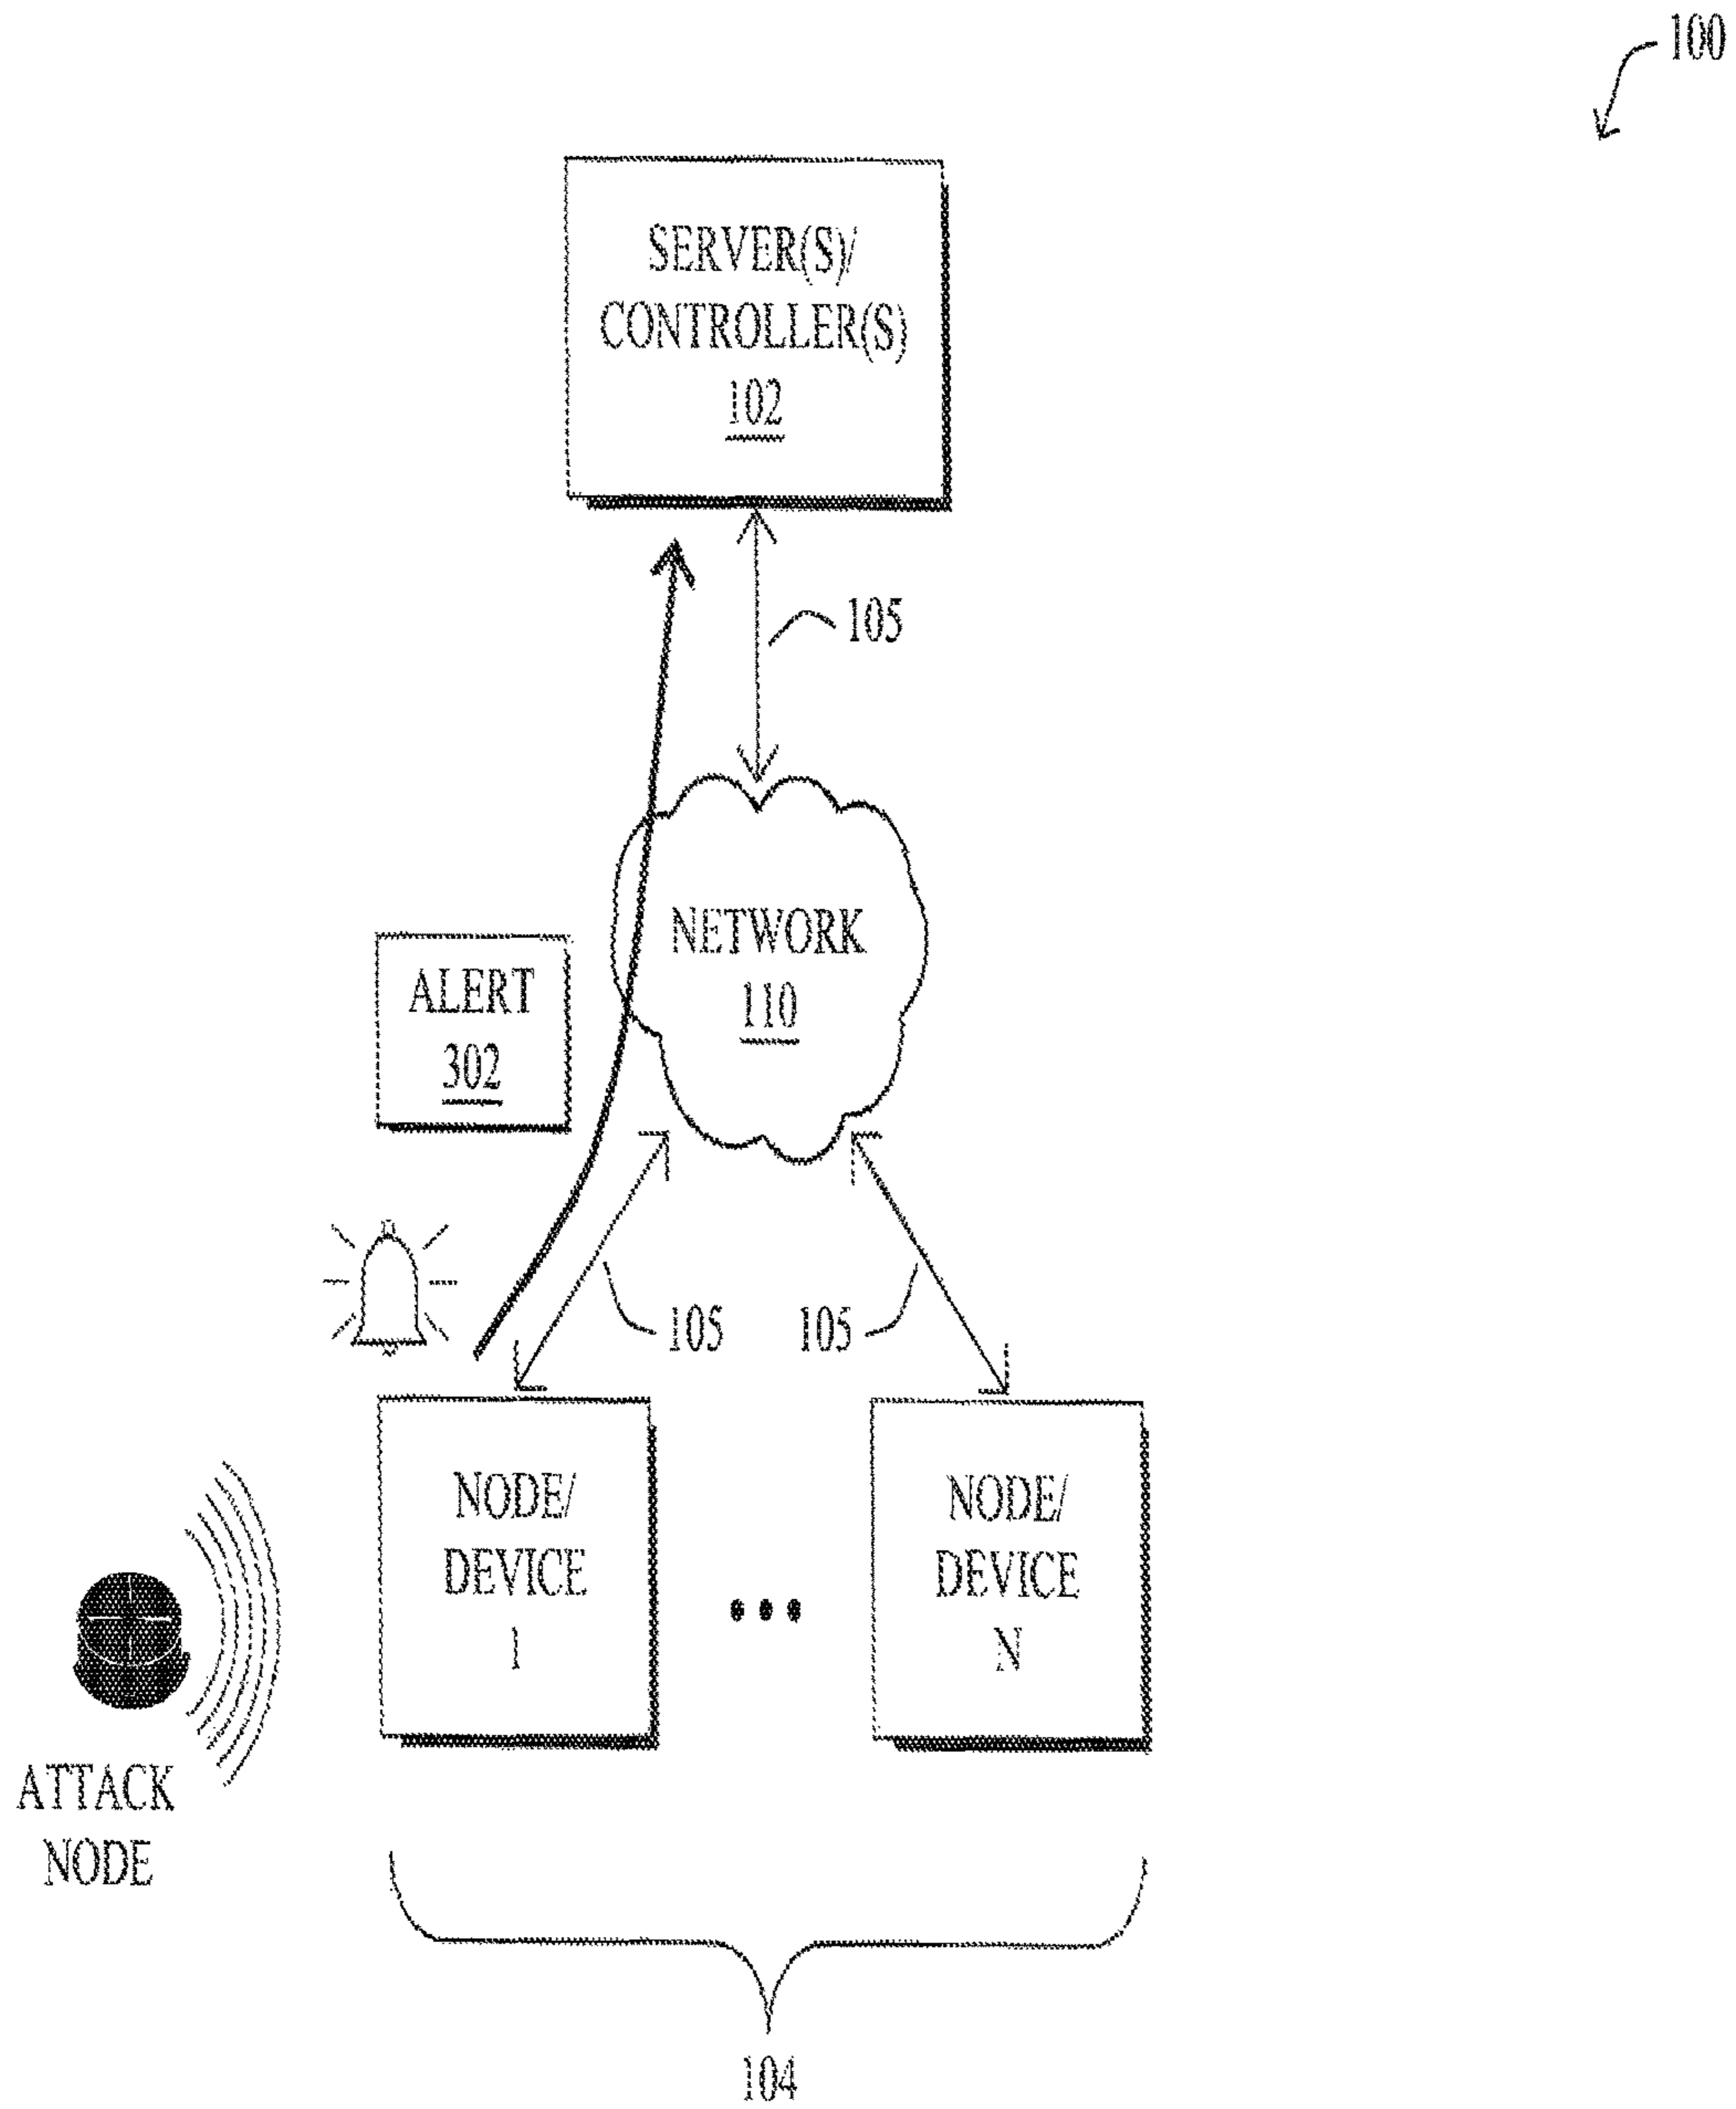 100
SERVER(S)/
CONTROLLER(S)
102
105
NETWORK
110
ALERT
302
105
105
NODE/
DEVICE
1
NODE/
DEVICE
N
ATTACK
NODE
104